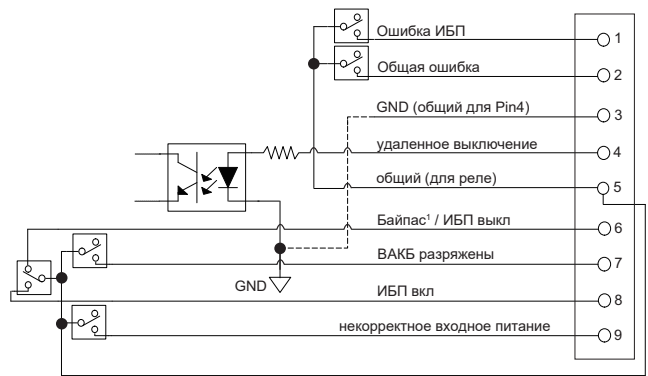 Ошибка ИБП
1
Общая ошибка
2
GND (общий для Pin4)
3
удаленное выключение
4
общий (для реле)
5
Байпас¹ / ИБП выкл
6
ВАКБ разряжены
7
GND
ИБП вкл
8
некорректное входное питание
9